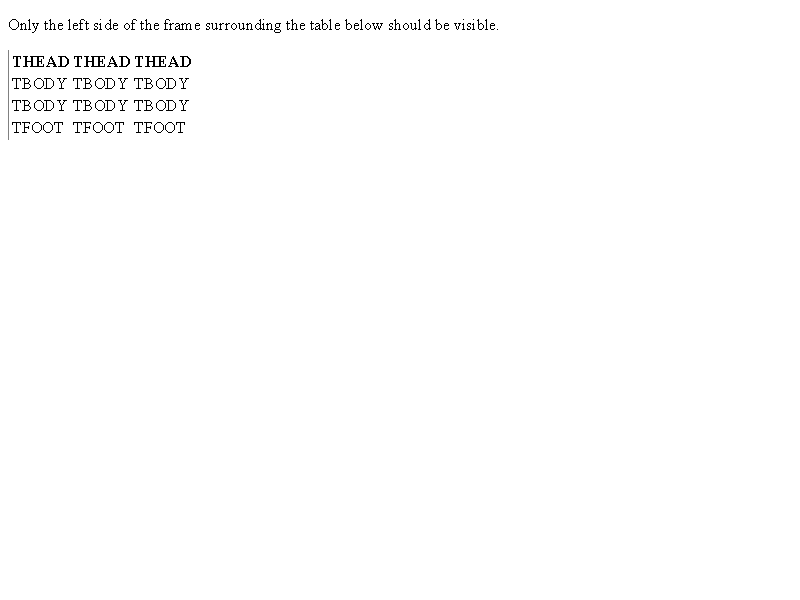 Only the left side of the frame surrounding the table below should be visible.
THEAD THEAD THEAD
TBODY TBODY TBODY
TBODY TBODY TBODY
TFOOT TFOOT TFOOT